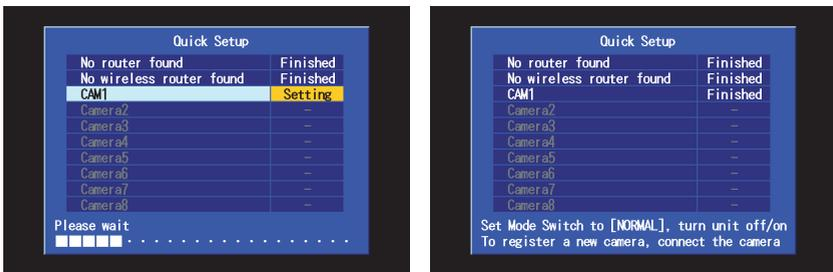 Quick Setup
No router found Finished
No wireless router found Finished
CAM1 Setting
Camera2 -
Camera3 -
Camera4 -
Camera5 -
Camera6 -
Camera7 -
Camera8 -
Please wait
Quick Setup
No router found Finished
No wireless router found Finished
CAM1 Finished
Camera2 -
Camera3 -
Camera4 -
Camera5 -
Camera6 -
Camera7 -
Camera8 -
Set Mode Switch to [NORMAL], turn unit off/on
To register a new camera, connect the camera